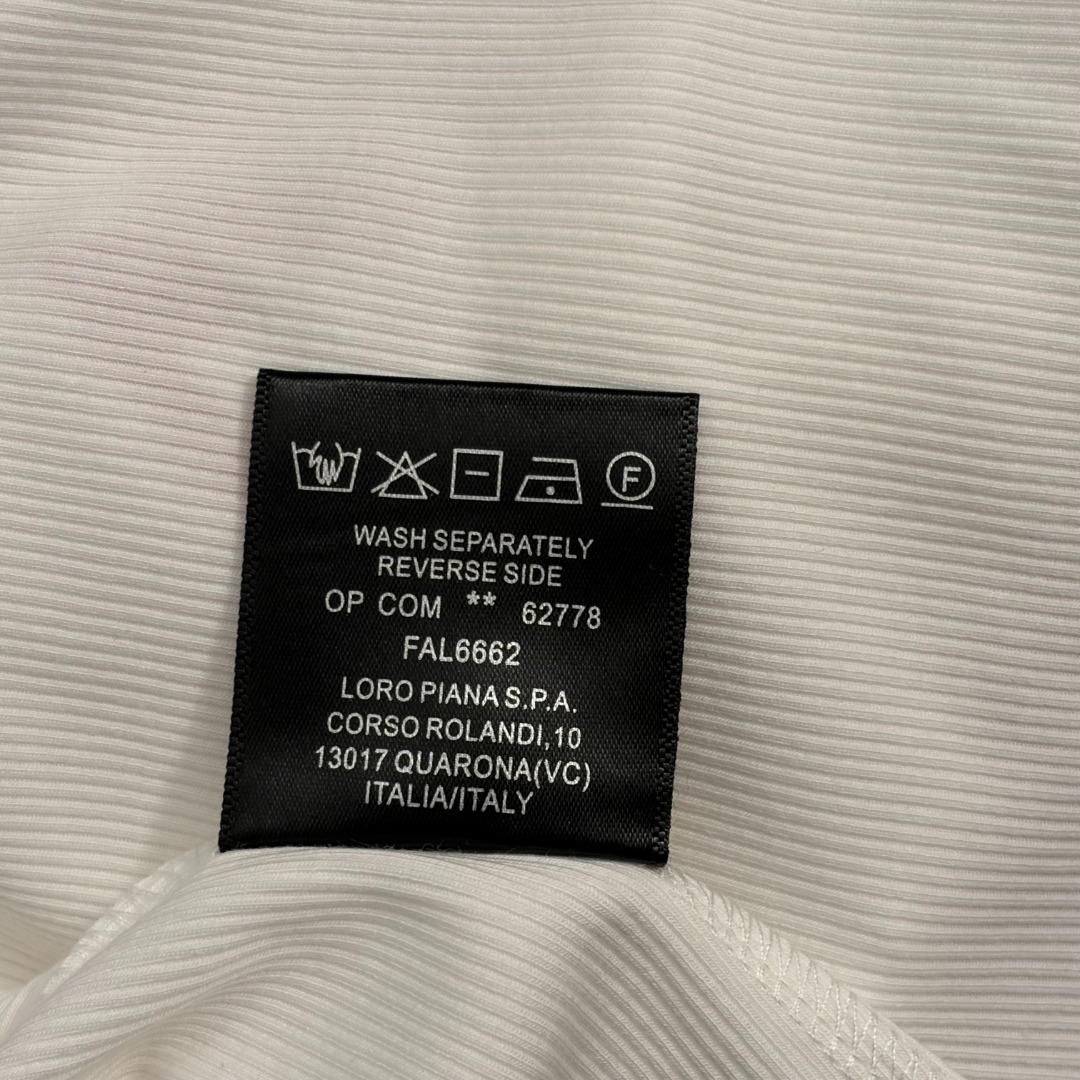 F
WASH SEPARATELY
REVERSE SIDE
OP COM ** 62778
FAL6662
LORO PIANA S.P.A.
CORSO ROLANDI,10
13017 QUARONA(VC)
ITALIA/ITALY